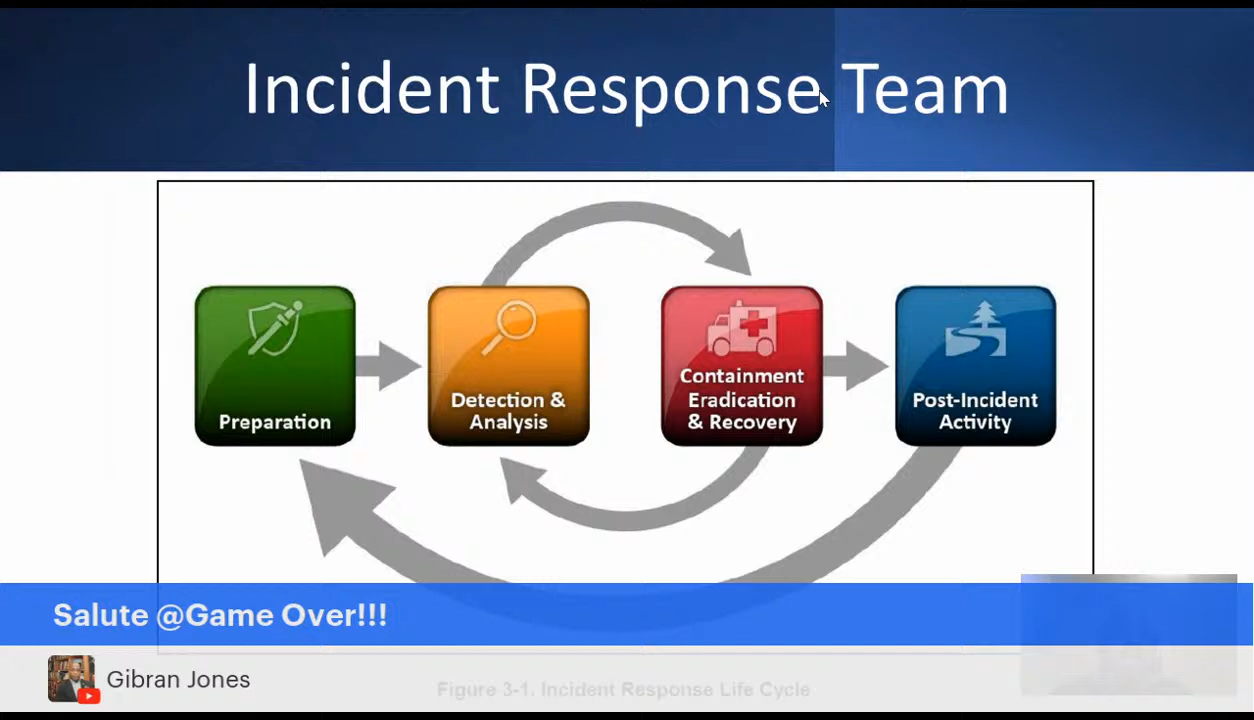 Incident Response Team
Preparation
Detection &
Analysis
Containment
Eradication
& Recovery
Post-Incident
Activity
Salute @Game Over!!!
Gibran Jones
Figure 3-1. Incident Response Life Cycle